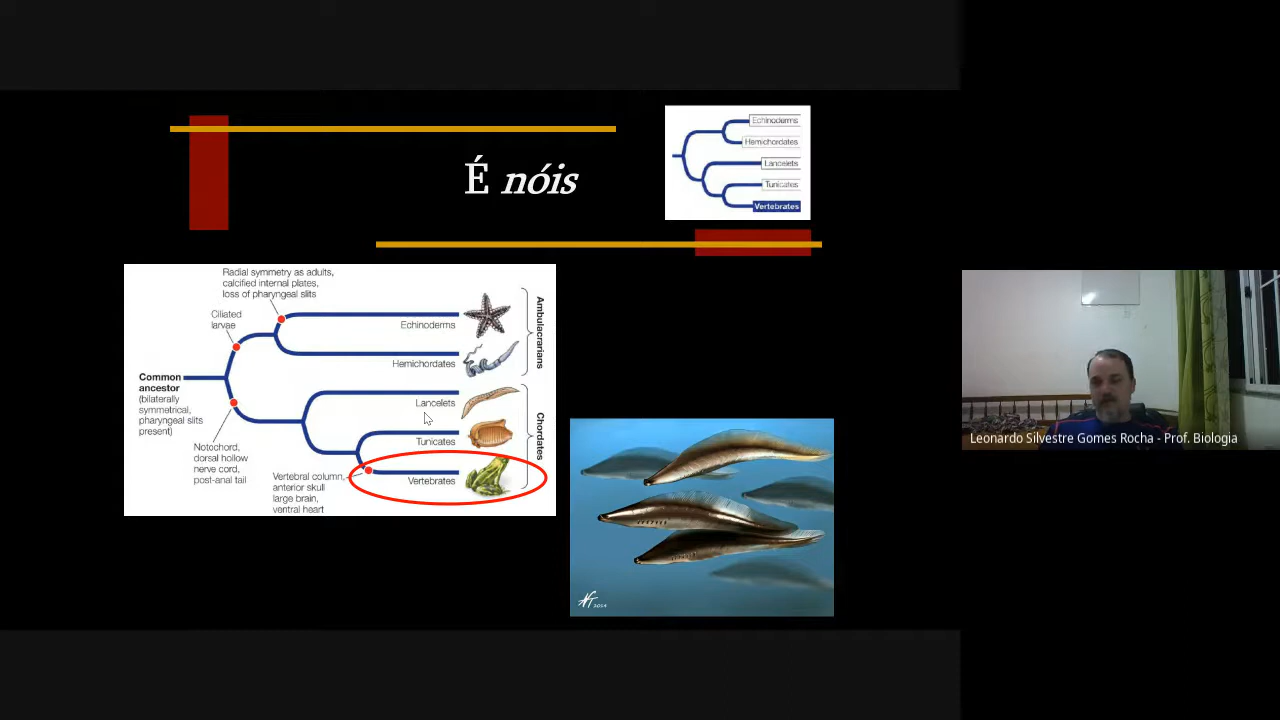 É nóis
Echinoderms
Hemichordates
Lancelets
Tunicates
Vertebrates
Radial symmetry as adults,
calcified internal plates,
loss of pharyngeal slits
Ciliated
larvae
Echinoderms
Hemichordates
Ambulacrarians
Common
ancestor
(bilaterally
symmetrical,
pharyngeal slits
present)
Lancelets
Tunicates
Vertebrates
Chordates
Notochord,
dorsal hollow
nerve cord,
post-anal tail
Vertebral column,
anterior skull
large brain,
ventral heart
2014
Leonardo Silvestre Gomes Rocha - Prof. Biologia